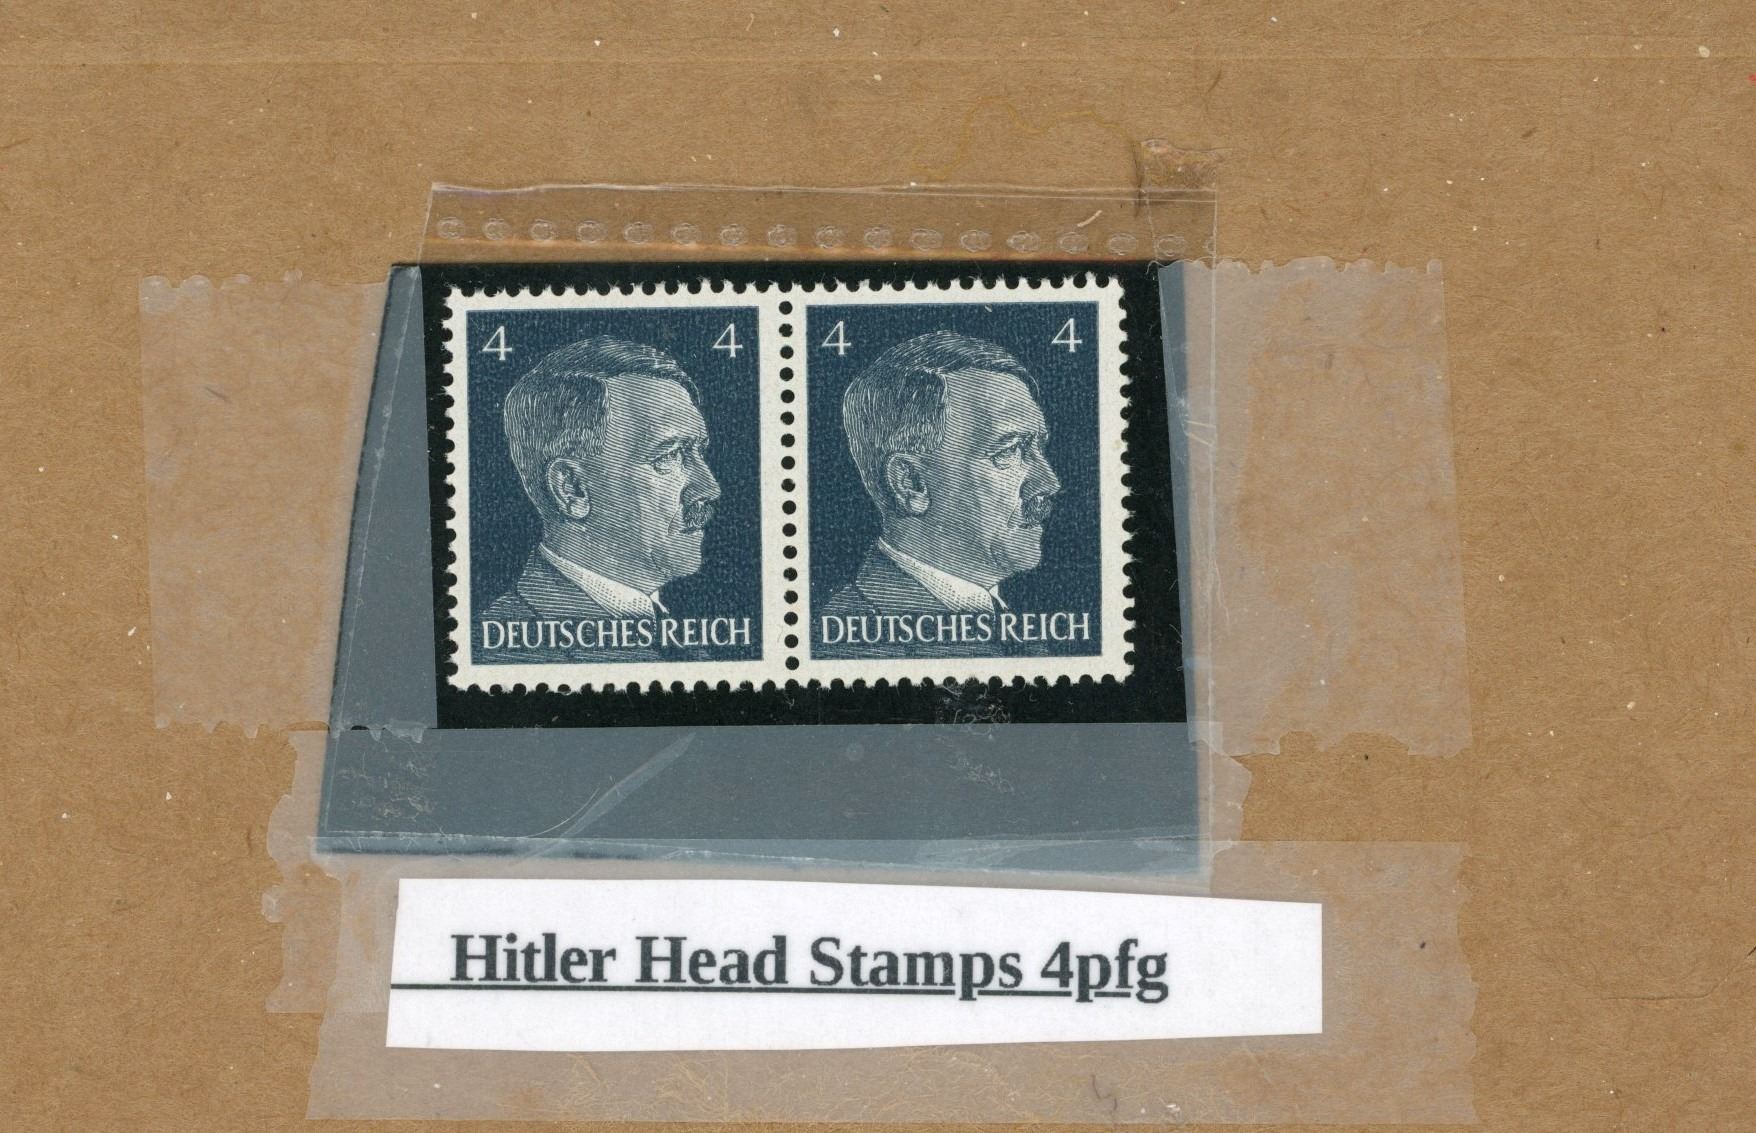 4 4 4 4
DEUTSCHES REICH DEUTSCHES REICH
Hitler Head Stamps 4pfg